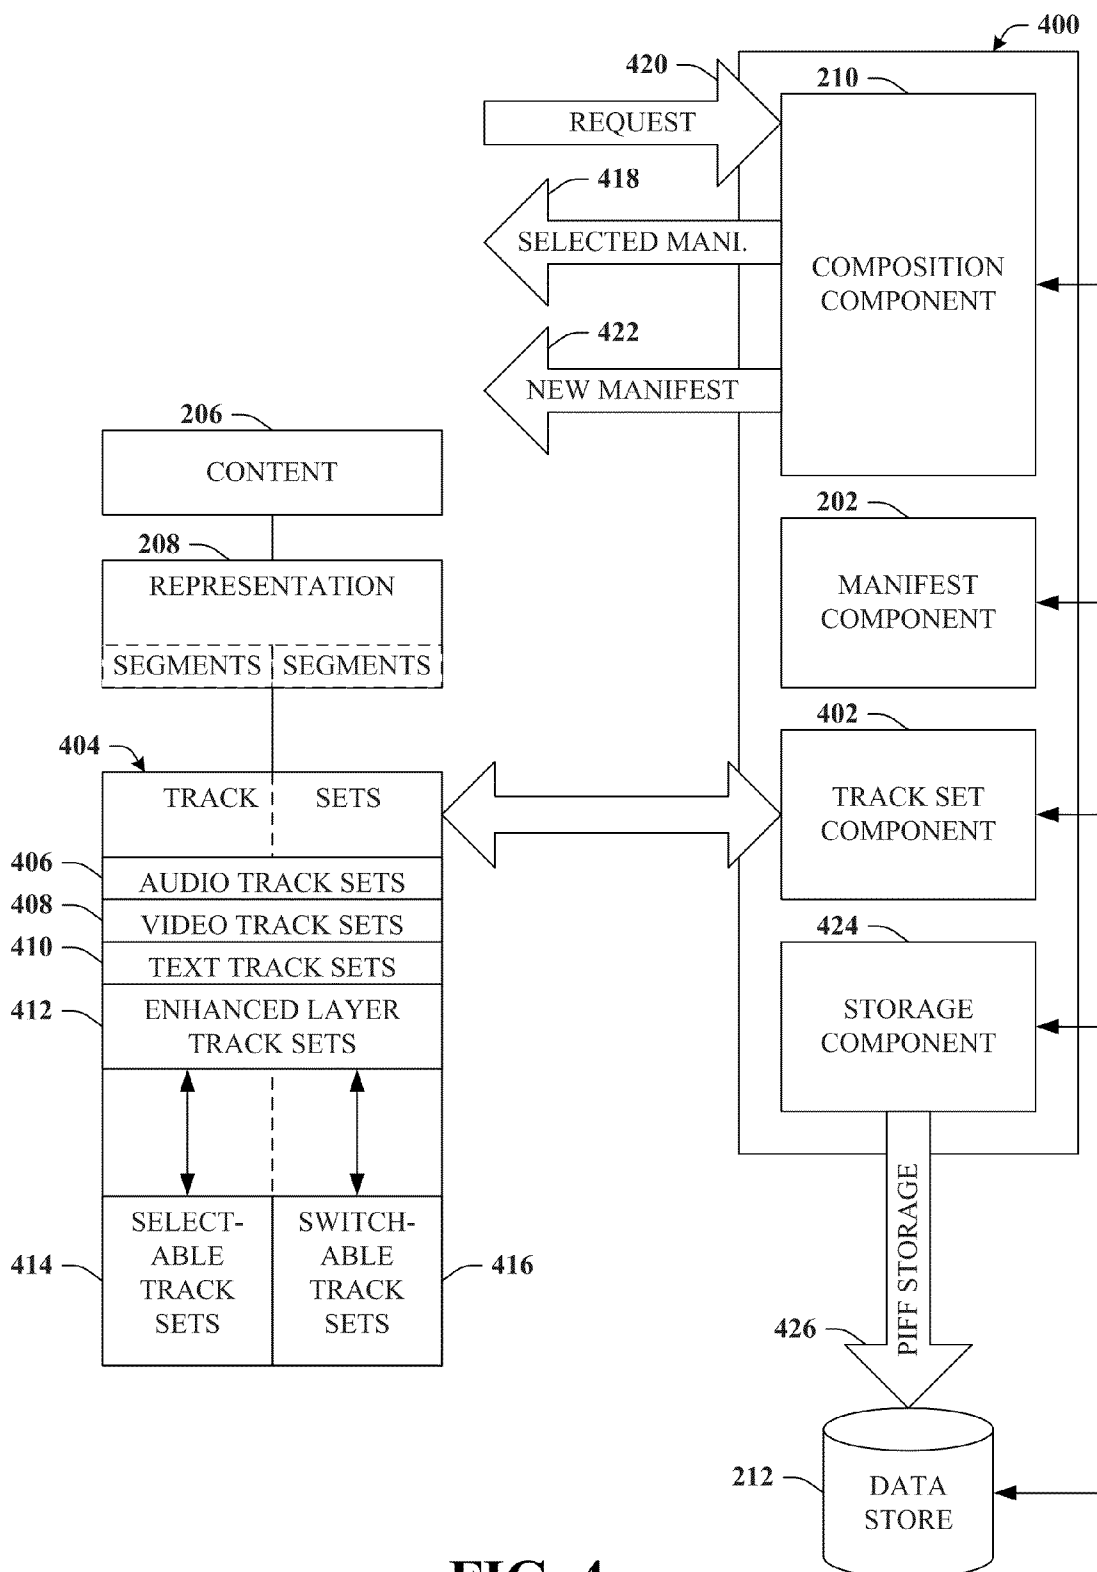 400
420
210
REQUEST
418
SELECTED MANI.
COMPOSITION
COMPONENT
422
NEW MANIFEST
206
CONTENT
202
208
REPRESENTATION
MANIFEST
COMPONENT
SEGMENTS SEGMENTS
402
404
TRACK SETS
TRACK SET
COMPONENT
406
AUDIO TRACK SETS
408
VIDEO TRACK SETS
410
TEXT TRACK SETS
424
412
ENHANCED LAYER
TRACK SETS
STORAGE
COMPONENT
414
SELECT-
ABLE
TRACK
SETS
SWITCH-
ABLE
TRACK
SETS
416
PIFF STORAGE
426
212
DATA
STORE
FIG. 4